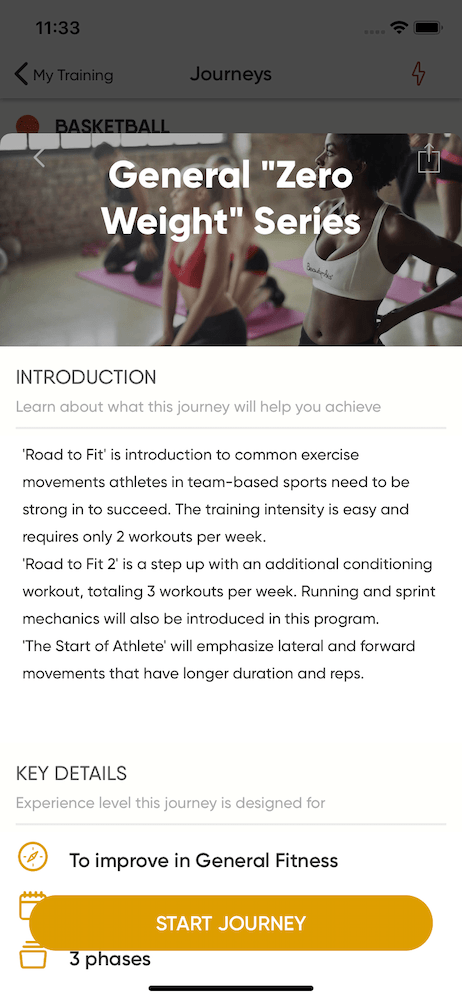 11:33
My Training
Journeys
BASKETBALL
General "Zero
Weight" Series
INTRODUCTION
Learn about what this journey will help you achieve
'Road to Fit' is introduction to common exercise
movements athletes in team-based sports need to be
strong in to succeed. The training intensity is easy and
requires only 2 workouts per week.
'Road to Fit 2' is a step up with an additional conditioning
workout, totaling 3 workouts per week. Running and sprint
mechanics will also be introduced in this program.
'The Start of Athlete' will emphasize lateral and forward
movements that have longer duration and reps.
KEY DETAILS
Experience level this journey is designed for
To improve in General Fitness
START JOURNEY
3 phases